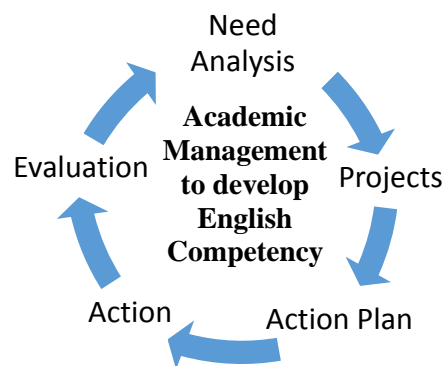 Need
Analysis
Academic
Management
to develop
English
Competency
Projects
Action Plan
Action
Evaluation